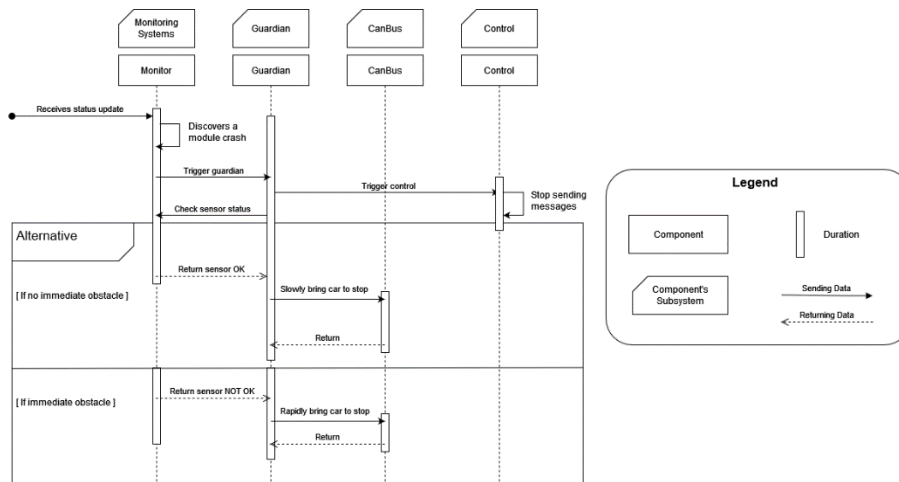 Monitoring
Systems
Guardian
CanBus
Control
Monitor
Guardian
CanBus
Control
Receives status update
Discovers a
module crash
Trigger guardian
Trigger control
Stop sending
messages
Check sensor status
Alternative
Return sensor OK
[ If no immediate obstacle ]
Slowly bring car to stop
Return
Return sensor NOT OK
[ If immediate obstacle ]
Rapidly bring car to stop
Return
Legend
Component
Duration
Component's
Subsystem
Sending Data
Returning Data